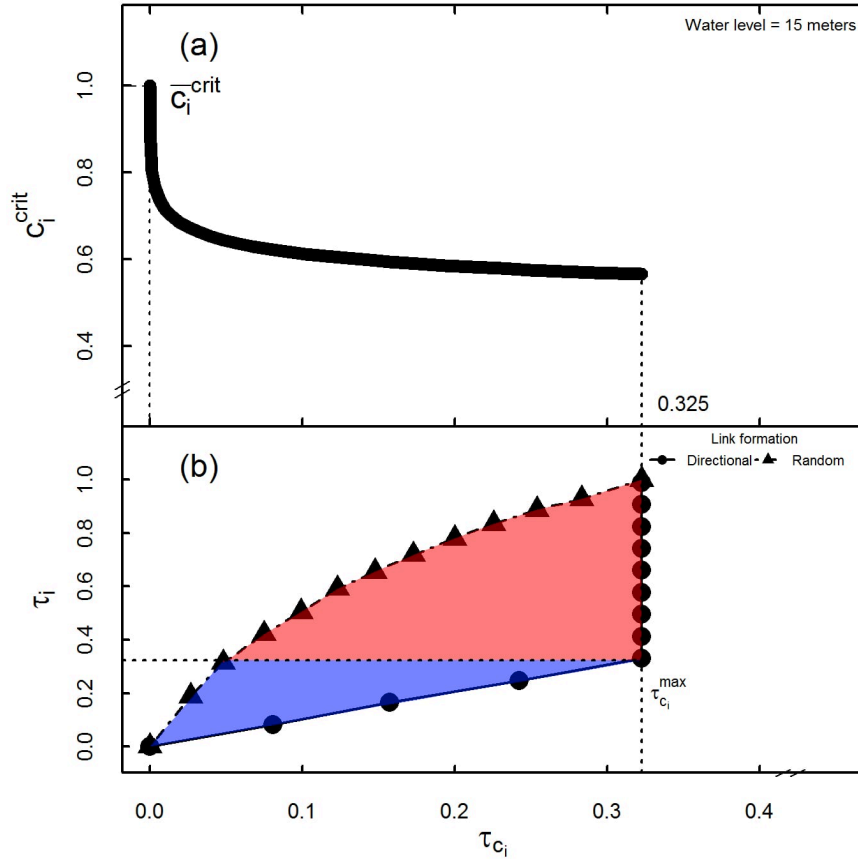 (a)
Water level = 15 meters
c̄ᵢ^crit
cᵢ^crit
1.0
0.8
0.6
0.4
0.325
(b)
Link formation
Directional Random
τᵢ
1.0
0.8
0.6
0.4
0.2
0.0
τ_cᵢ^max
0.0 0.1 0.2 0.3 0.4
τ_cᵢ